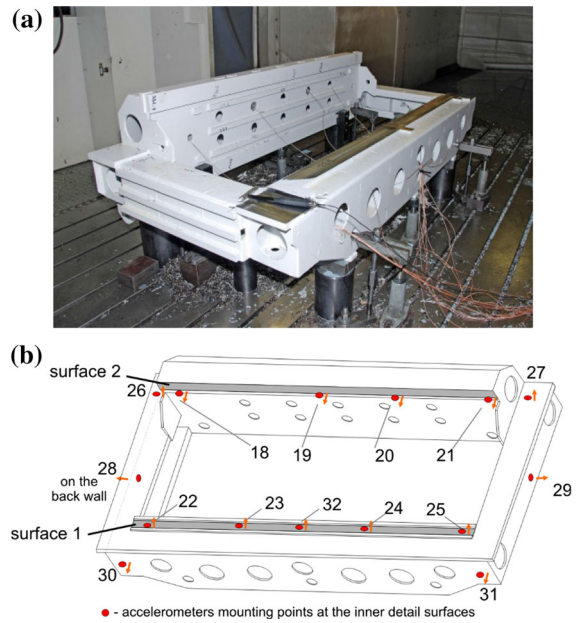 (a)
(b)
surface 2
26
27
18
19
20
21
28
on the
back wall
29
22
23
32
24
25
surface 1
30
31
- accelerometers mounting points at the inner detail surfaces